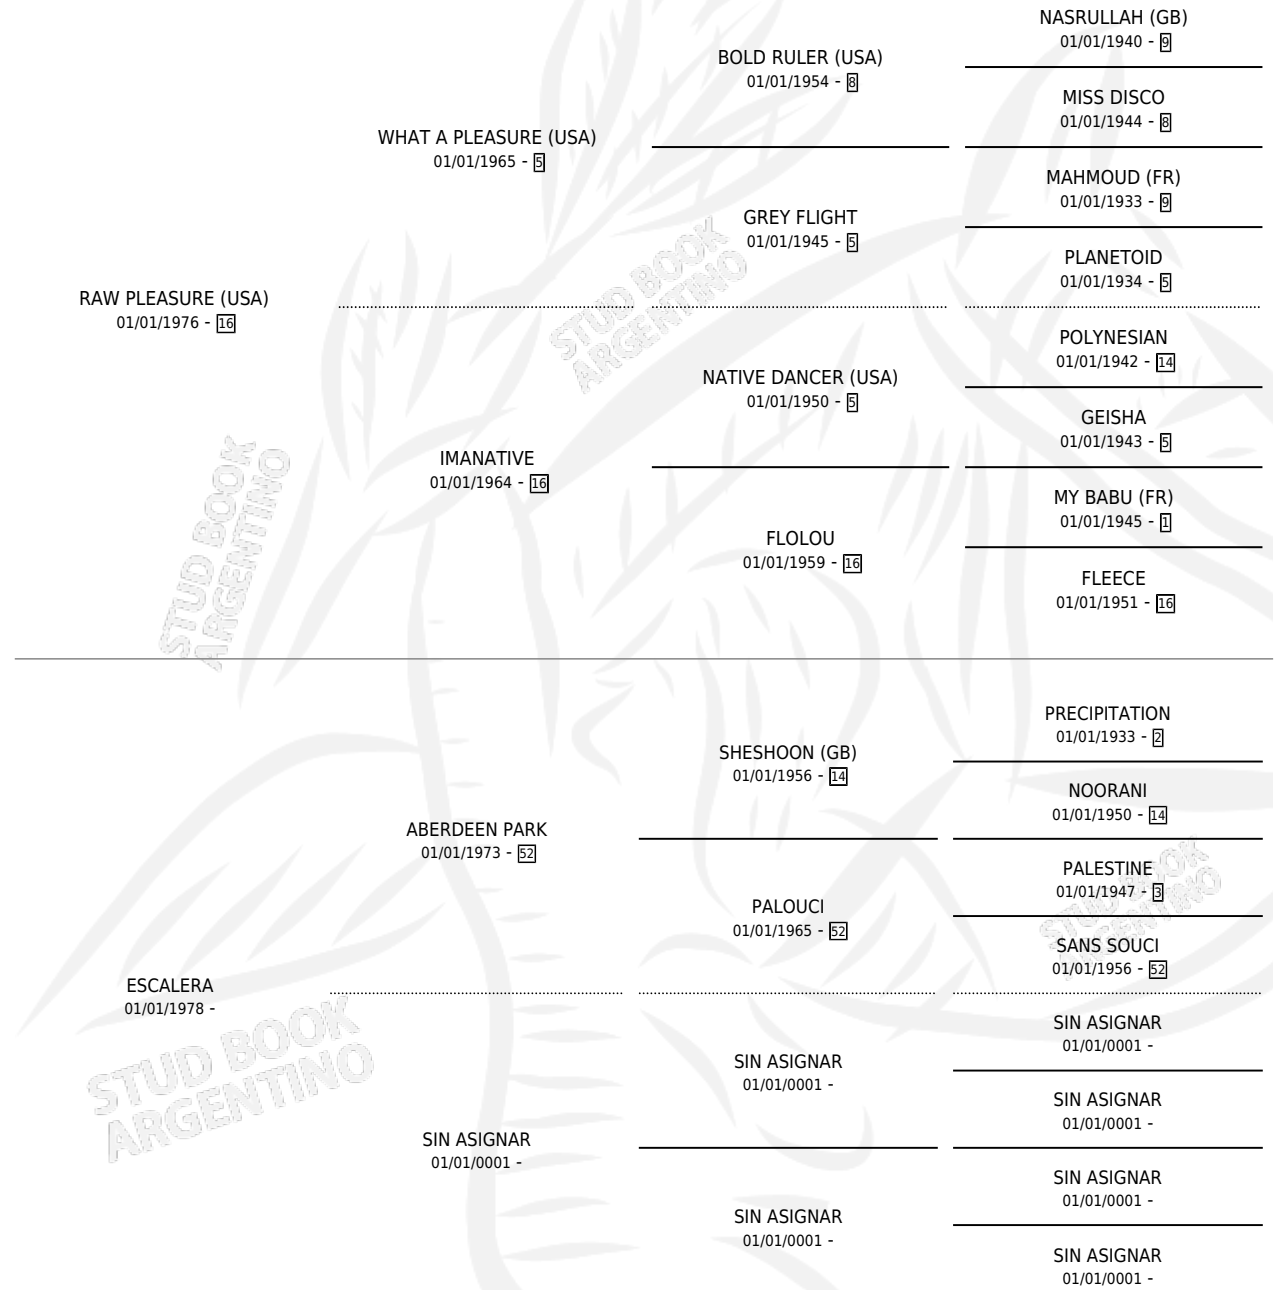 NASRULLAH (GB)
01/01/1940 - 9
BOLD RULER (USA)
01/01/1954 - 8
MISS DISCO
01/01/1944 - 8
WHAT A PLEASURE (USA)
01/01/1965 - 5
MAHMOUD (FR)
01/01/1933 - 9
GREY FLIGHT
01/01/1945 - 5
PLANETOID
01/01/1934 - 5
RAW PLEASURE (USA)
01/01/1976 - 16
POLYNESIAN
01/01/1942 - 14
NATIVE DANCER (USA)
01/01/1950 - 5
GEISHA
01/01/1943 - 5
IMANATIVE
01/01/1964 - 16
MY BABU (FR)
01/01/1945 - 1
FLOLOU
01/01/1959 - 16
FLEECE
01/01/1951 - 16
STUD BOOK
ARGENTINO
STUD BOOK
ARGENTINO
PRECIPITATION
01/01/1933 - 2
SHESHOON (GB)
01/01/1956 - 14
NOORANI
01/01/1950 - 14
ABERDEEN PARK
01/01/1973 - 52
PALESTINE
01/01/1947 - 3
PALOUCI
01/01/1965 - 52
SANS SOUCI
01/01/1956 - 52
STUD BOOK
ARGENTINO
ESCALERA
01/01/1978 -
SIN ASIGNAR
01/01/0001 -
SIN ASIGNAR
01/01/0001 -
SIN ASIGNAR
01/01/0001 -
SIN ASIGNAR
01/01/0001 -
SIN ASIGNAR
01/01/0001 -
SIN ASIGNAR
01/01/0001 -
SIN ASIGNAR
01/01/0001 -
STUD BOOK
ARGENTINO